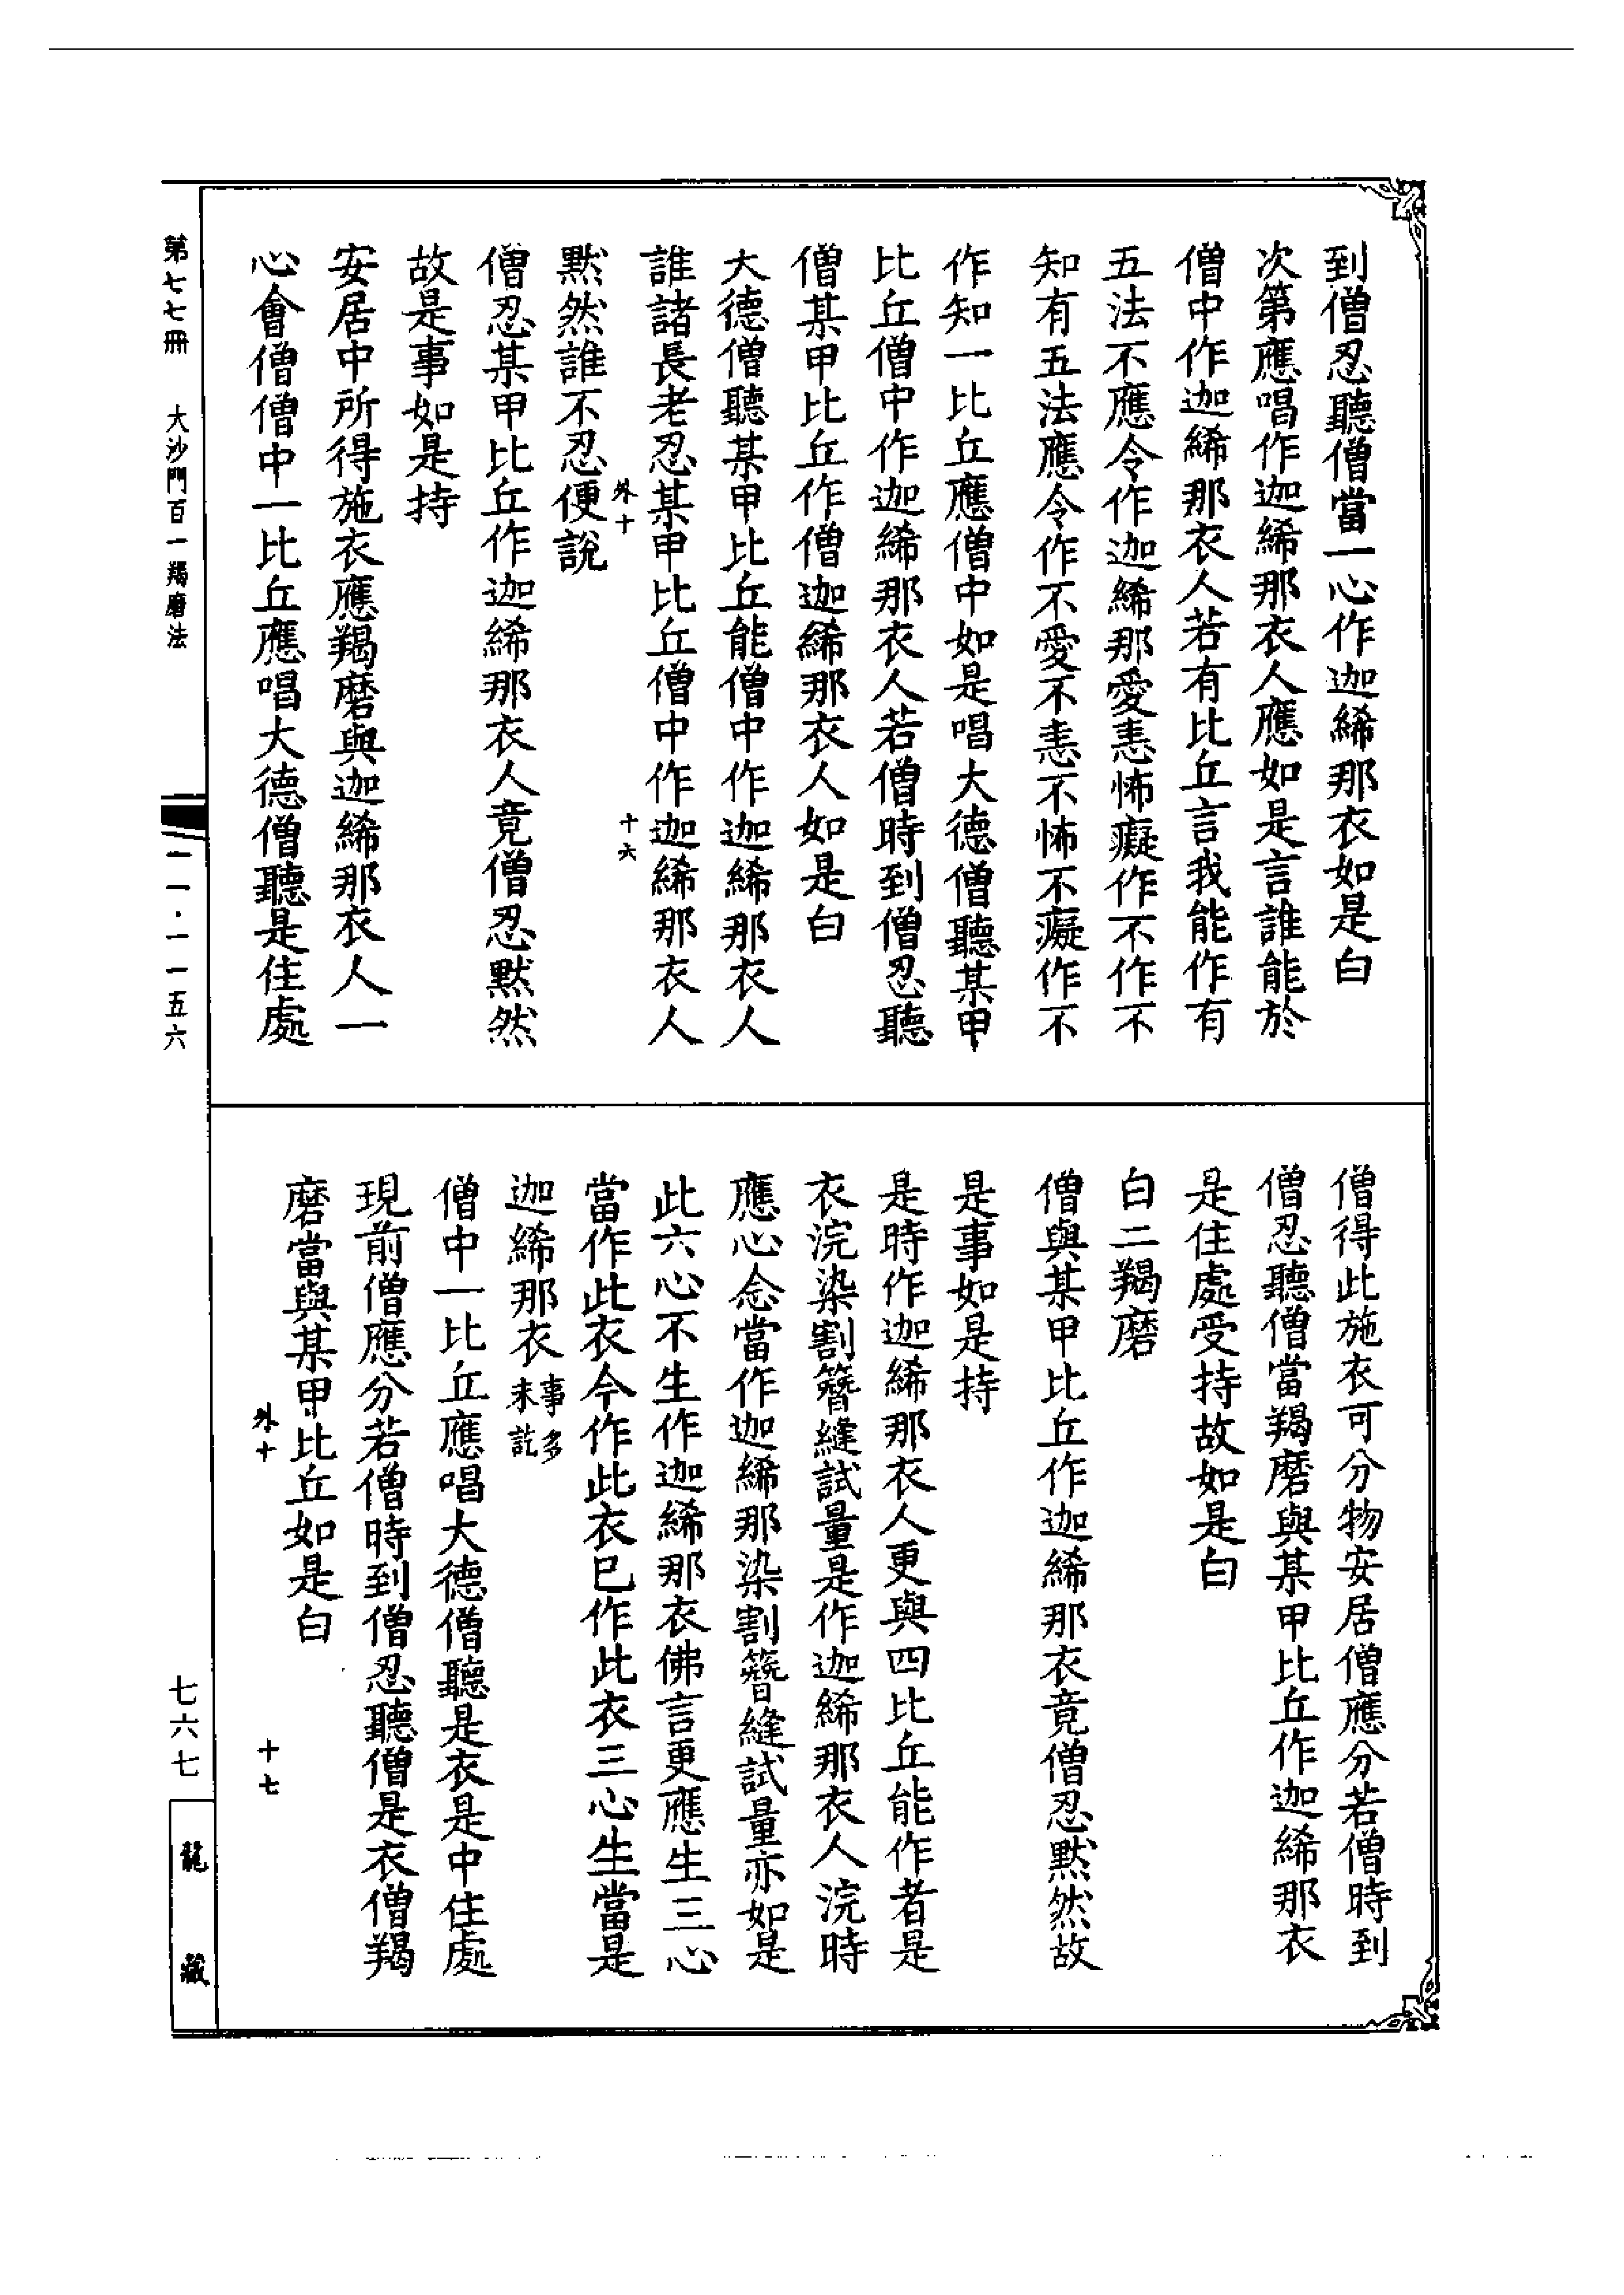 到僧忍聽僧當一心作迦絺那衣如是白
次第應唱作迦絺那衣人應如是言誰能於
僧中作迦絺那衣人若有比丘言我能作有
五法不應令作迦絺那愛恚怖癡作不作不
知有五法應令作不愛不恚不怖不癡作不
作知一比丘應僧中如是唱大德僧聽某甲
比丘僧中作迦絺那衣人若僧時到僧忍聽
僧某甲比丘作僧迦絺那衣人如是白
大德僧聽某甲比丘能僧中作迦絺那衣人
誰諸長老忍某甲比丘僧中作迦絺那衣人
外十 十六
默然誰不忍便說
僧忍某甲比丘作迦絺那衣人竟僧忍默然
故是事如是持
安居中所得施衣應羯磨與迦絺那衣人一
心會僧僧中一比丘應唱大德僧聽是住處
僧得此施衣可分物安居僧應分若僧時到
僧忍聽僧當羯磨與某甲比丘作迦絺那衣
是住處受持故如是白
白二羯磨
僧與某甲比丘作迦絺那衣竟僧忍默然故
是事如是持
是時作迦絺那衣人更與四比丘能作者是
衣浣染割簪縫試量是作迦絺那衣人浣時
應心念當作迦絺那染割簪縫試量亦如是
此六心不生作迦絺那衣佛言更應生三心
當作此衣今作此衣已作此衣三心生當是
迦絺那衣事多未訖
僧中一比丘應唱大德僧聽是衣是中住處
現前僧應分若僧時到僧忍聽僧是衣僧羯
磨當與某甲比丘如是白
外十 十七
第七七冊 大沙門百一羯磨法
一一·一一五六
七六七
龍藏